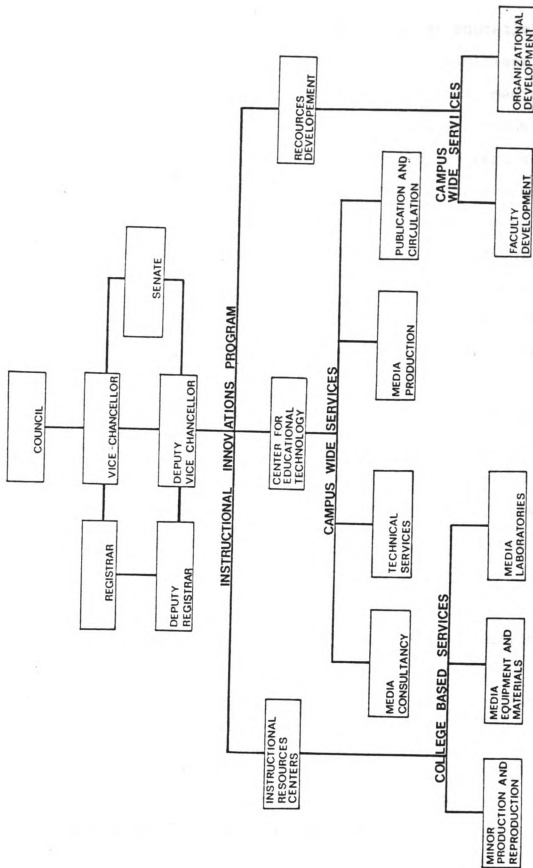 COUNCIL
REGISTRAR
VICE-CHANCELLOR
SENATE
DEPUTY
REGISTRAR
DEPUTY
VICE CHANCELLOR
INSTRUCTIONAL INNOVATIONS PROGRAM
INSTRUCTIONAL
RESOURCES
CENTERS
CENTER FOR
EDUCATIONAL
TECHNOLOGY
RECOURCES
DEVELOPEMENT
CAMPUS WIDE SERVICES
MEDIA
CONSULTANCY
TECHNICAL
SERVICES
MEDIA
PRODUCTION
PUBLICATION AND
CIRCULATION
COLLEGE BASED SERVICES
MINOR
PRODUCTION AND
REPRODUCTION
MEDIA
EQUIPMENT AND
MATERIALS
MEDIA
LABORATORIES
CAMPUS
WIDE SERVICES
FACULTY
DEVELOPMENT
ORGANIZATIONAL
DEVELOPMENT